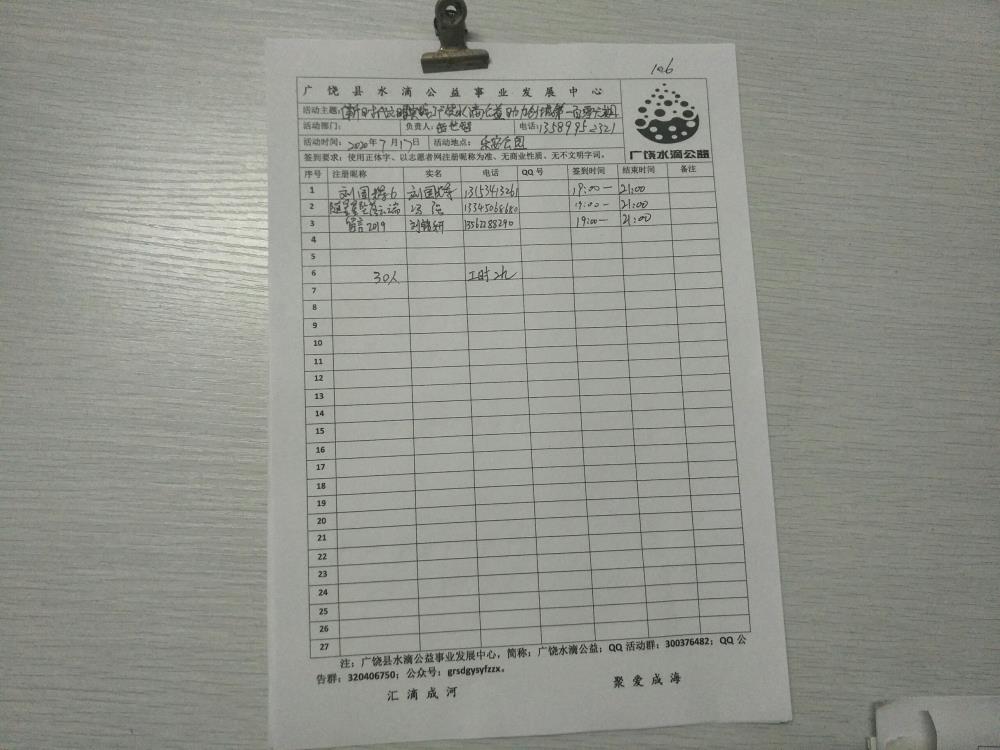 106
广饶县水滴公益事业发展中心
广饶水滴公益
活动主题:
活动部门: 负责人: 电话: 13589952321
活动时间: 2020年7月17日 活动地点: 乐安公园
签到要求：使用正体字、以志愿者网注册昵称为准、无商业性质、无不文明字词。
序号 注册昵称 实名 电话 QQ号 签到时间 结束时间 备注
1 13153413261 19:00— 21:00
2 13345068680 19:00— 21:00
3 留言2019 13562288290 19:00— 21:00
4
5
6 30人 工时2h
7
8
9
10
11
12
13
14
15
16
17
18
19
20
21
22
23
24
25
26
27
注：广饶县水滴公益事业发展中心，简称：广饶水滴公益；QQ活动群：300376482；QQ公
告群：320406750；公众号：grsdgysyfzzx。
汇滴成河 聚爱成海